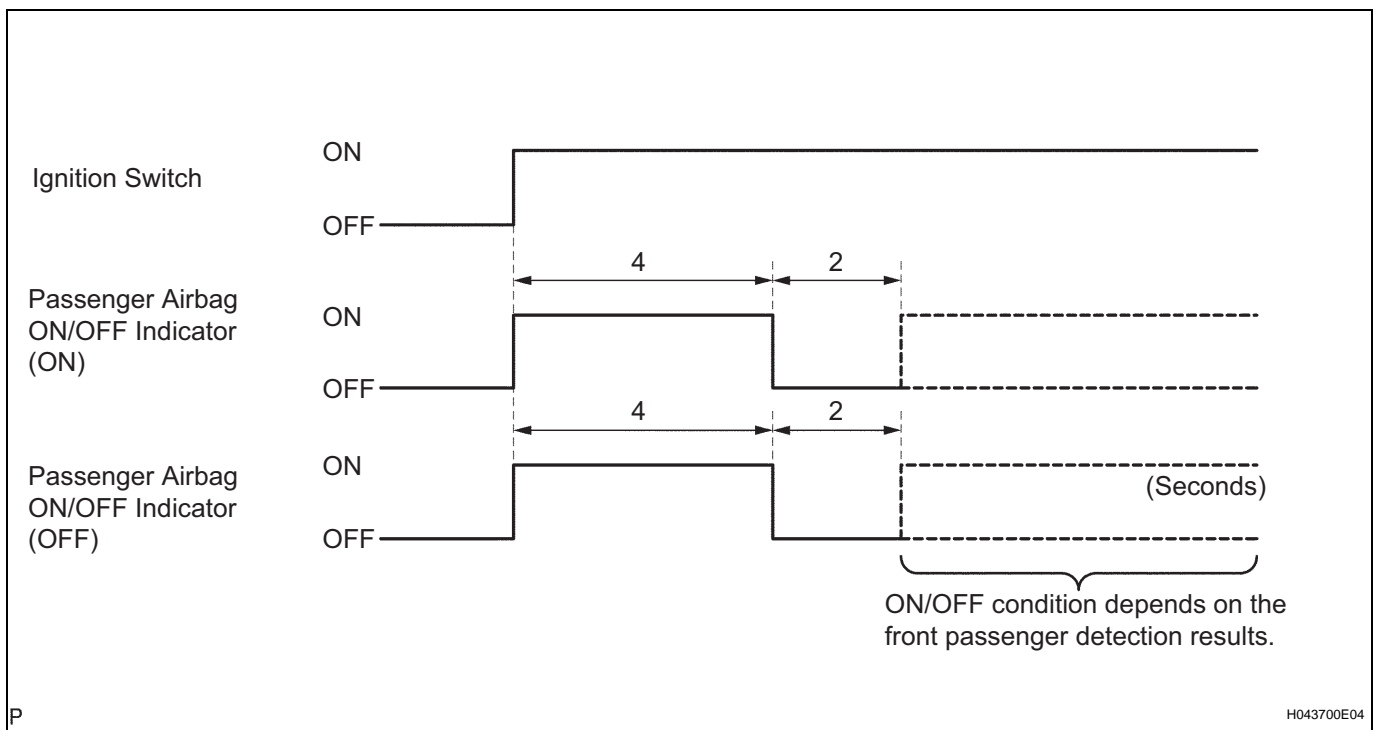 ON
Ignition Switch
OFF
4 2
Passenger Airbag
ON/OFF Indicator
(ON)
ON
OFF
4 2
Passenger Airbag
ON/OFF Indicator
(OFF)
ON
(Seconds)
OFF
ON/OFF condition depends on the
front passenger detection results.
P
H043700E04